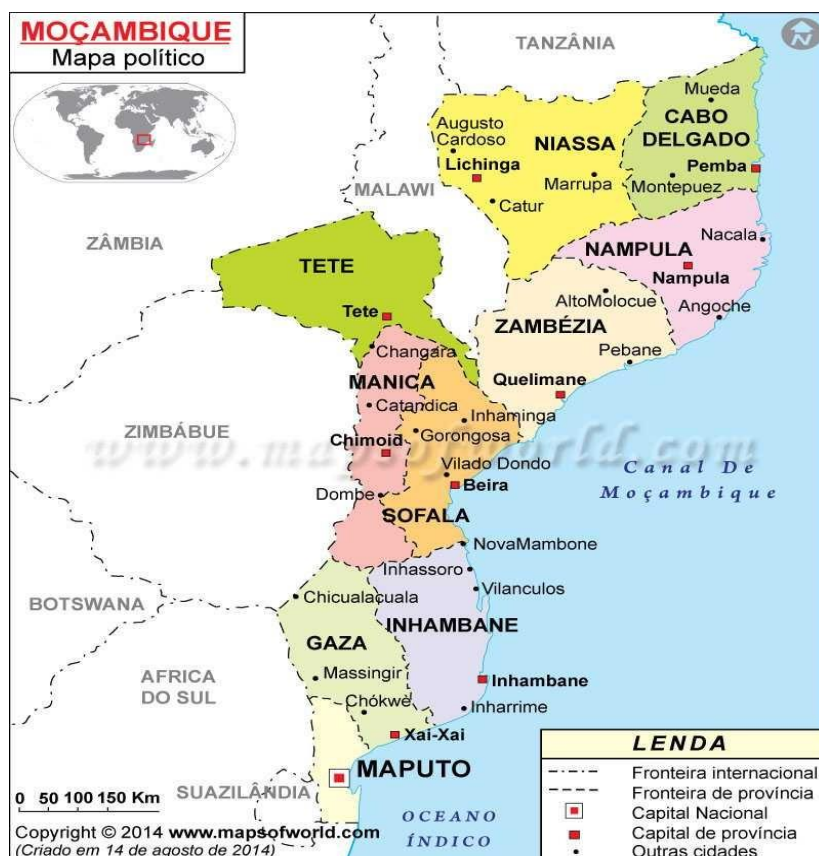 MOÇAMBIQUE
Mapa político
N
TANZÂNIA
Mueda
CABO
DELGADO
Augusto
Cardoso
NIASSA
Lichinga
Pemba
Marrupa
Montepuez
MALAWI
Catur
ZÂMBIA
NAMPULA
Nacala
TETE
Nampula
AltoMolocue
Angoche
Tete
ZAMBÉZIA
Changara
Pebane
MANICA
Quelimane
Catandica
Inhaminga
ZIMBÁBUE
Gorongosa
www.mapsofworld.com
Chimoid
Vilado Dondo
Canal De
Moçambique
Beira
Dombe
SOFALA
NovaMambone
Inhassoro
Vilanculos
BOTSWANA
Chicualacuala
INHAMBANE
GAZA
AFRICA
DO SUL
Massingir
Inhambane
Chókwè
Inharrime
Xai-Xai
MAPUTO
SUAZILÂNDIA
0 50 100 150 Km
OCEANO
ÍNDICO
Copyright © 2014 www.mapsofworld.com
(Criado em 14 de agosto de 2014)
LENDA
Fronteira internacional
Fronteira de província
Capital Nacional
Capital de província
Outras cidades